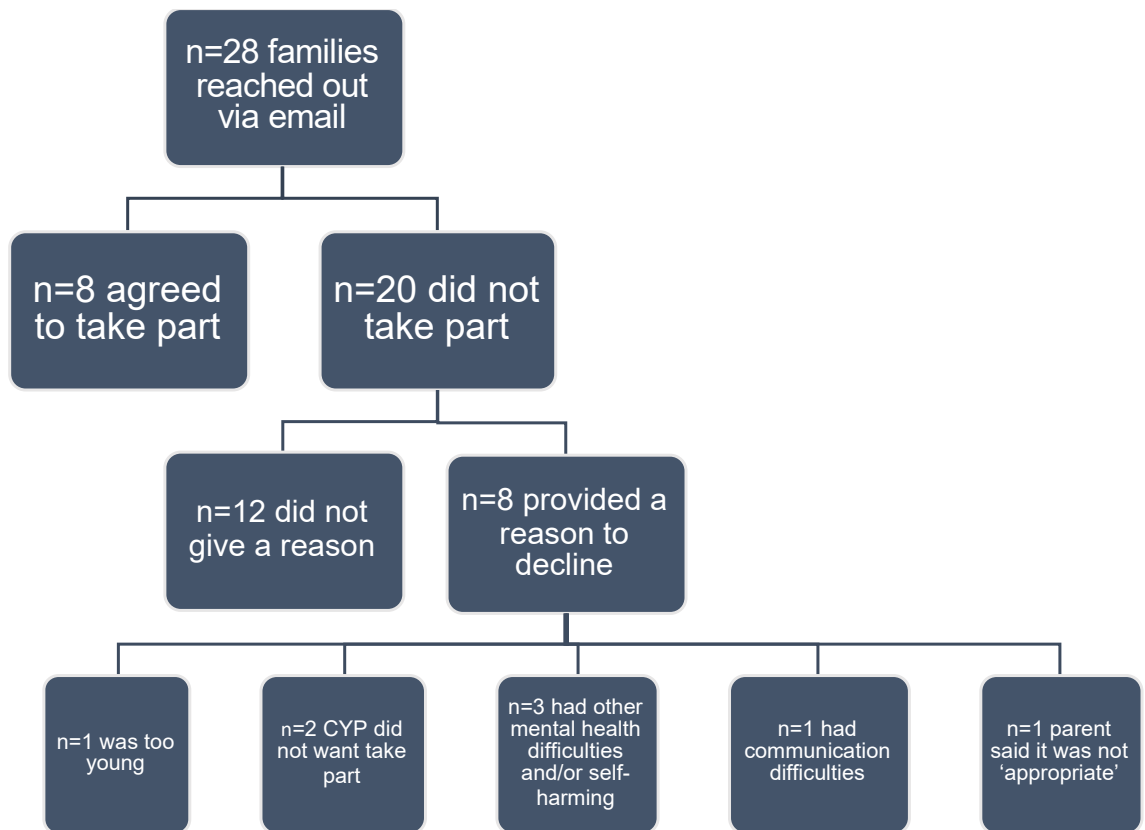 n=28 families
reached out
via email
n=8 agreed
to take part
n=20 did not
take part
n=12 did not
give a reason
n=8 provided a
reason to
decline
n=1 was too
young
n=2 CYP did
not want take
part
n=3 had other
mental health
difficulties
and/or self-
harming
n=1 had
communication
difficulties
n=1 parent
said it was not
‘appropriate’